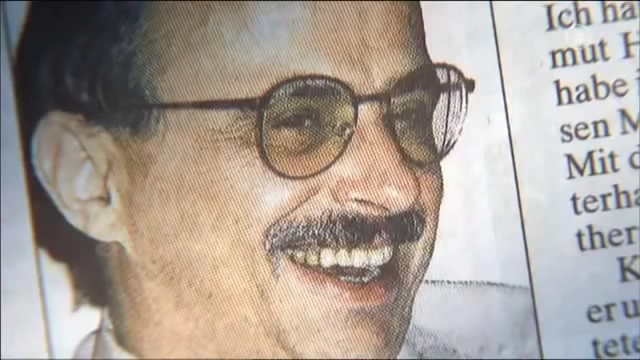 Ich ha
mut H
habe
sen M
Mit d
terha
ther
K
er u
tete